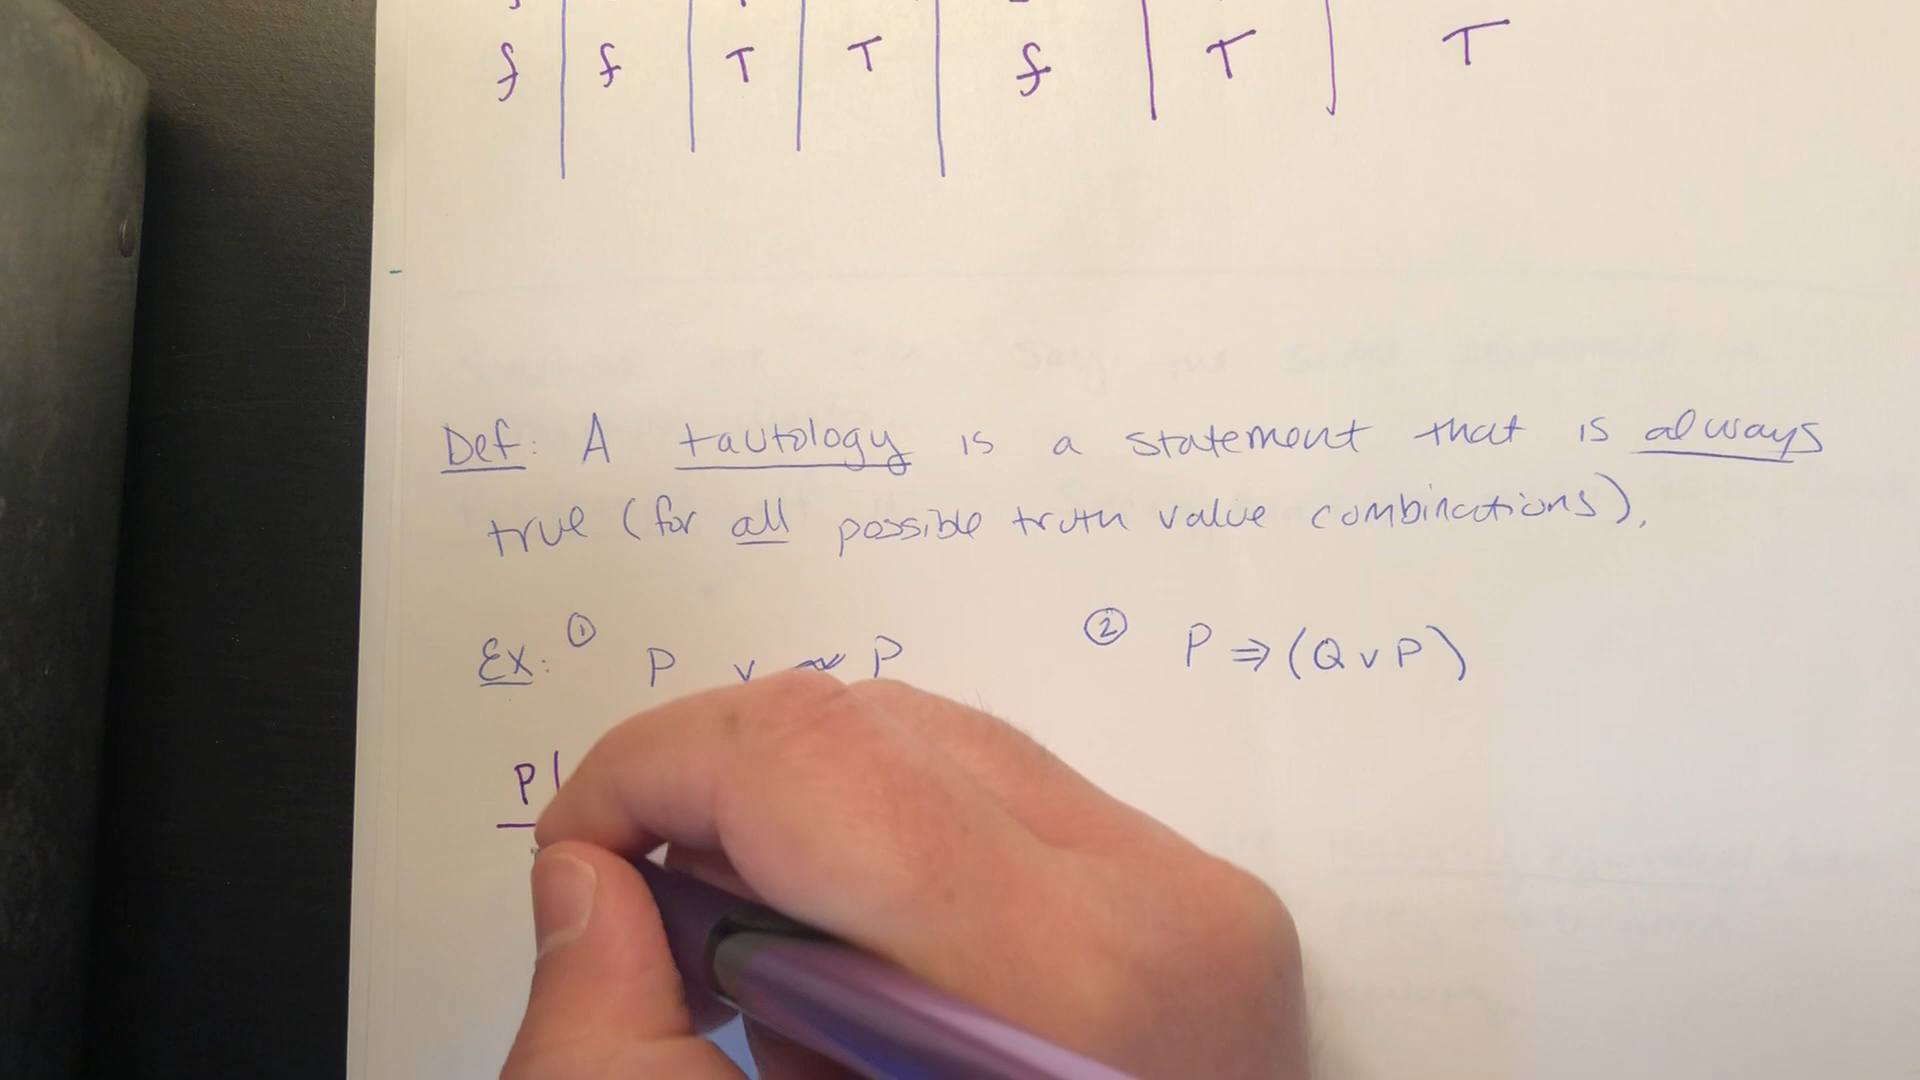 f | f | T | T | f | T | T
Def: A tautology is a statement that is always
true (for all possible truth value combinations).
Ex: ① P ∨ ~P ② P ⇒ (Q ∨ P)
P |